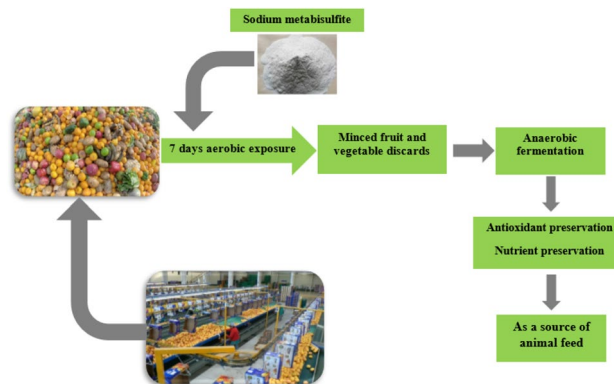 Sodium metabisulfite
7 days aerobic exposure
Minced fruit and
vegetable discards
Anaerobic
fermentation
Antioxidant preservation
Nutrient preservation
As a source of
animal feed